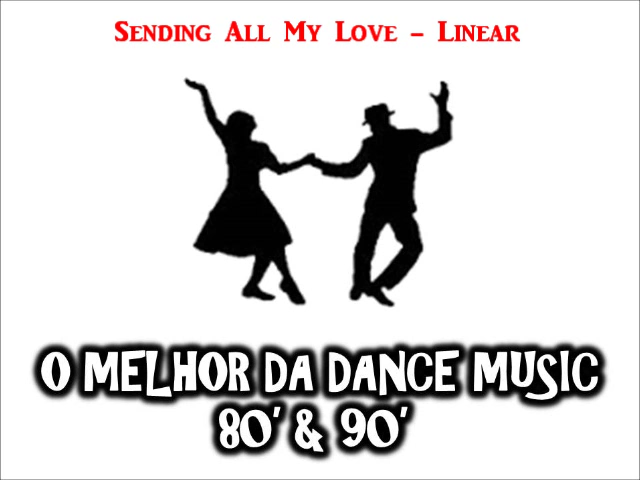 Sending All My Love – Linear
O MELHOR DA DANCE MUSIC
80' & 90'